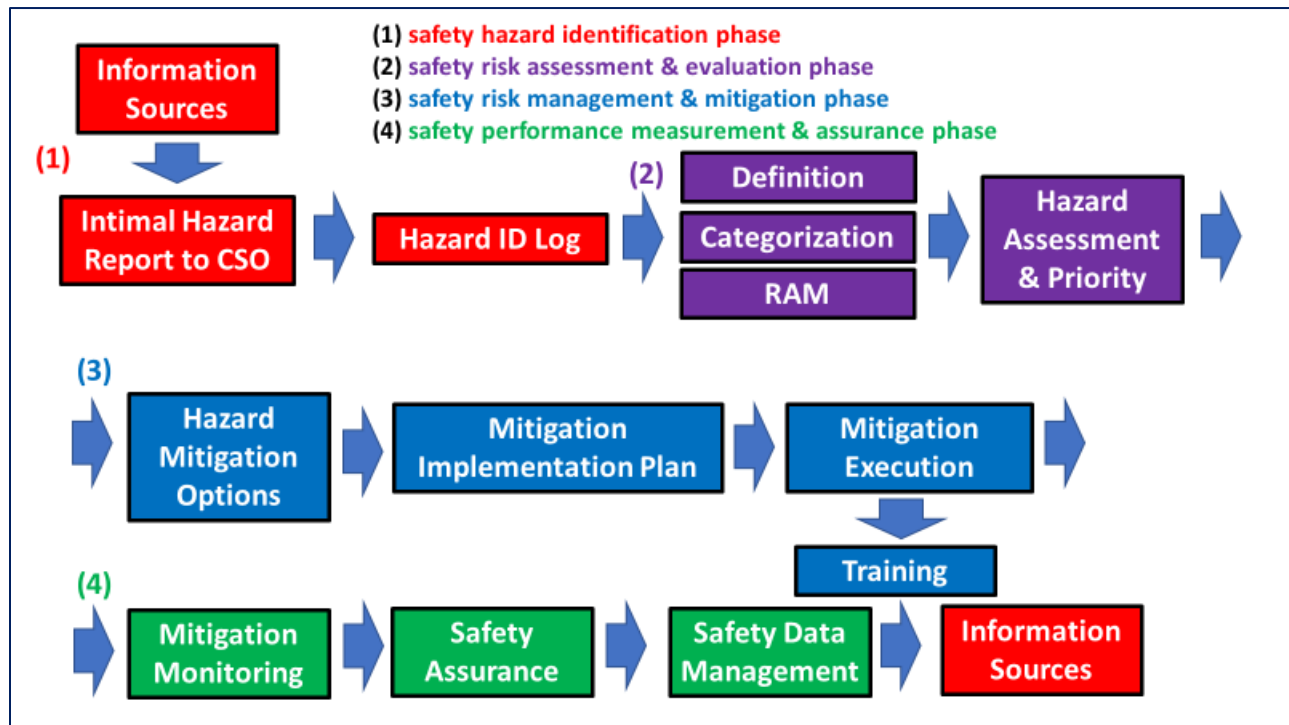 (1) safety hazard identification phase
(2) safety risk assessment & evaluation phase
(3) safety risk management & mitigation phase
(4) safety performance measurement & assurance phase
Information
Sources
(1)
Intimal Hazard
Report to CSO
Hazard ID Log
(2)
Definition
Categorization
RAM
Hazard
Assessment
& Priority
(3)
Hazard
Mitigation
Options
Mitigation
Implementation Plan
Mitigation
Execution
Training
(4)
Mitigation
Monitoring
Safety
Assurance
Safety Data
Management
Information
Sources